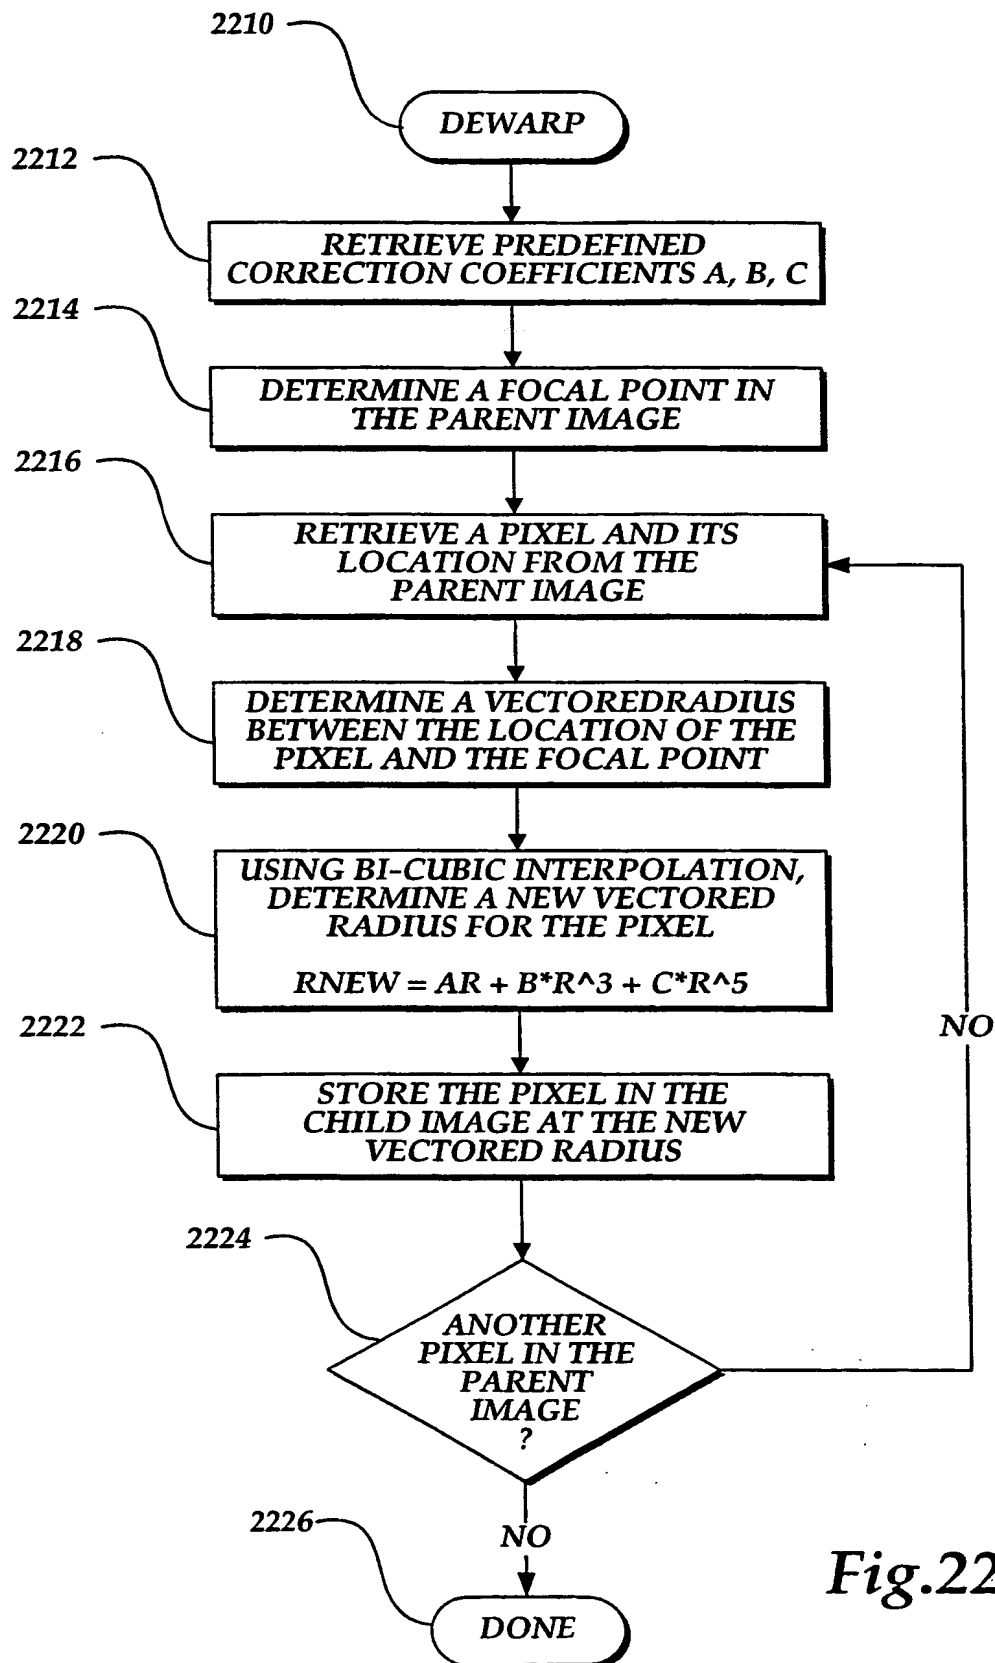 2210
DEWARP
2212
RETRIEVE PREDEFINED
CORRECTION COEFFICIENTS A, B, C
2214
DETERMINE A FOCAL POINT IN
THE PARENT IMAGE
2216
RETRIEVE A PIXEL AND ITS
LOCATION FROM THE
PARENT IMAGE
2218
DETERMINE A VECTOREDRADIUS
BETWEEN THE LOCATION OF THE
PIXEL AND THE FOCAL POINT
2220
USING BI-CUBIC INTERPOLATION,
DETERMINE A NEW VECTORED
RADIUS FOR THE PIXEL
RNEW = AR + B*R^3 + C*R^5
NO
2222
STORE THE PIXEL IN THE
CHILD IMAGE AT THE NEW
VECTORED RADIUS
2224
ANOTHER
PIXEL IN THE
PARENT
IMAGE
?
2226
NO
DONE
Fig.22